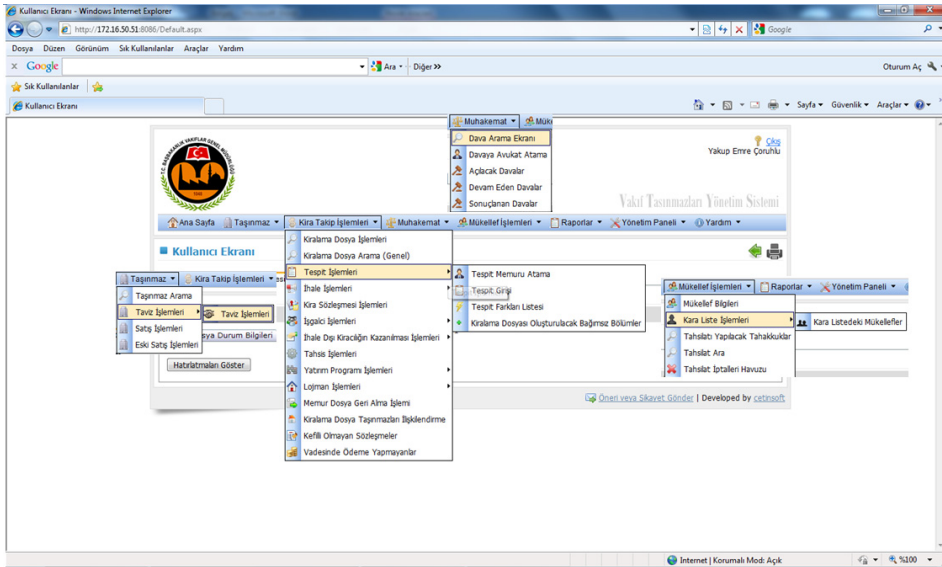 Kullanıcı Ekranı - Windows Internet Explorer
http://172.16.50.51:8086/Default.aspx
Google
Dosya Düzen Görünüm Sık Kullanılanlar Araçlar Yardım
Google Ara Diğer >> Oturum Aç
Sık Kullanılanlar
Kullanıcı Ekranı
Sayfa Güvenlik Araçlar
Muhakemat Müke
Dava Arama Ekranı
Davaya Avukat Atama
Açılacak Davalar
Devam Eden Davalar
Sonuçlanan Davalar
Çıkış
Yakup Emre Çoruhlu
Vakıf Taşınmazları Yönetim Sistemi
Ana Sayfa Taşınmaz Kira Takip İşlemleri Muhakemat Mükellef İşlemleri Raporlar Yönetim Paneli Yardım
Kullanıcı Ekranı
Kiralama Dosya İşlemleri
Kiralama Dosya Arama (Genel)
Tespit İşlemleri
İhale İşlemleri
Kira Sözleşmesi İşlemleri
İşgalci İşlemleri
İhale Dışı Kiracılığın Kazanılması İşlemleri
Tahsis İşlemleri
Yatırım Programı İşlemleri
Lojman İşlemleri
Memur Dosya Geri Alma İşlemi
Kiralama Dosya Taşınmazları İlişkilendirme
Kefilli Olmayan Sözleşmeler
Vadesinde Ödeme Yapmayanlar
Tespit Memuru Atama
Tespit Girişi
Tespit Farkları Listesi
Kiralama Dosyası Oluşturulacak Bağımsız Bölümler
Taşınmaz Kira Takip İşlemleri
Taşınmaz Arama
Taviz İşlemleri
Satış İşlemleri
Eski Satış İşlemleri
Taviz İşlemleri
sya Durum Bilgileri
Hatırlatmaları Göster
Mükellef İşlemleri Raporlar Yönetim Paneli
Mükellef Bilgileri
Kara Liste İşlemleri
Tahsilatı Yapılacak Tahakkuklar
Tahsilat Ara
Tahsilat İptalleri Havuzu
Kara Listedeki Mükellefler
Öneri veya Şikayet Gönder | Developed by cetinsoft
Internet | Korumalı Mod: Açık
%100